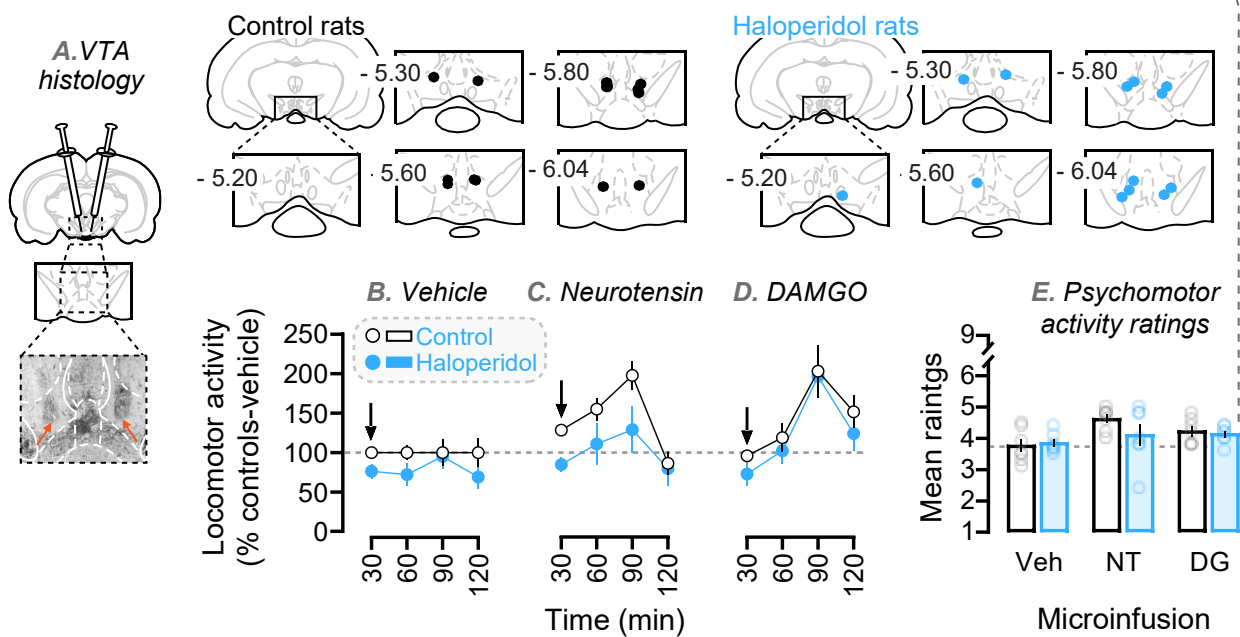 A. VTA
histology
Control rats
- 5.30
- 5.80
- 5.20
- 5.60
- 6.04
Haloperidol rats
- 5.30
- 5.80
- 5.20
5.60
- 6.04
B. Vehicle
C. Neurotensin
D. DAMGO
Control
Haloperidol
Locomotor activity
(% controls-vehicle)
250
200
150
100
50
0
30
60
90
120
30
60
90
120
30
60
90
120
Time (min)
E. Psychomotor
activity ratings
Mean raintgs
9
6
5
4
3
2
1
Veh
NT
DG
Microinfusion